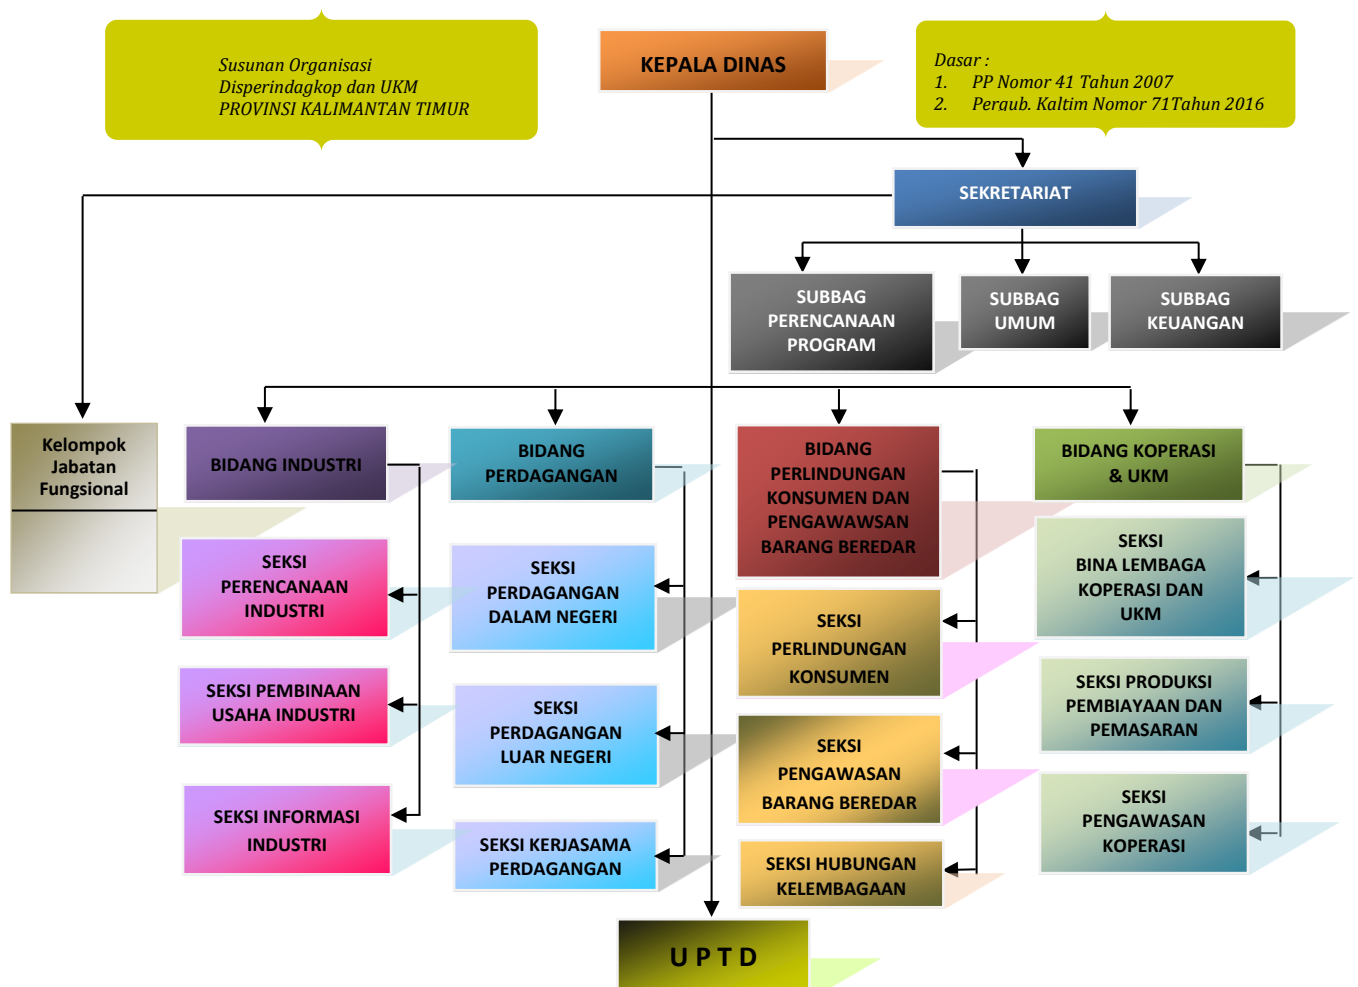 Susunan Organisasi
Disperindagkop dan UKM
PROVINSI KALIMANTAN TIMUR
KEPALA DINAS
Dasar :
1. PP Nomor 41 Tahun 2007
2. Pergub. Kaltim Nomor 71Tahun 2016
SEKRETARIAT
SUBBAG
PERENCANAAN
PROGRAM
SUBBAG
UMUM
SUBBAG
KEUANGAN
Kelompok
Jabatan
Fungsional
BIDANG INDUSTRI
BIDANG
PERDAGANGAN
BIDANG
PERLINDUNGAN
KONSUMEN DAN
PENGAWAWSAN
BARANG BEREDAR
BIDANG KOPERASI
& UKM
SEKSI
PERENCANAAN
INDUSTRI
SEKSI PEMBINAAN
USAHA INDUSTRI
SEKSI INFORMASI
INDUSTRI
SEKSI
PERDAGANGAN
DALAM NEGERI
SEKSI
PERDAGANGAN
LUAR NEGERI
SEKSI KERJASAMA
PERDAGANGAN
SEKSI
PERLINDUNGAN
KONSUMEN
SEKSI
PENGAWASAN
BARANG BEREDAR
SEKSI HUBUNGAN
KELEMBAGAAN
SEKSI
BINA LEMBAGA
KOPERASI DAN
UKM
SEKSI PRODUKSI
PEMBIAYAAN DAN
PEMASARAN
SEKSI
PENGAWASAN
KOPERASI
U P T D